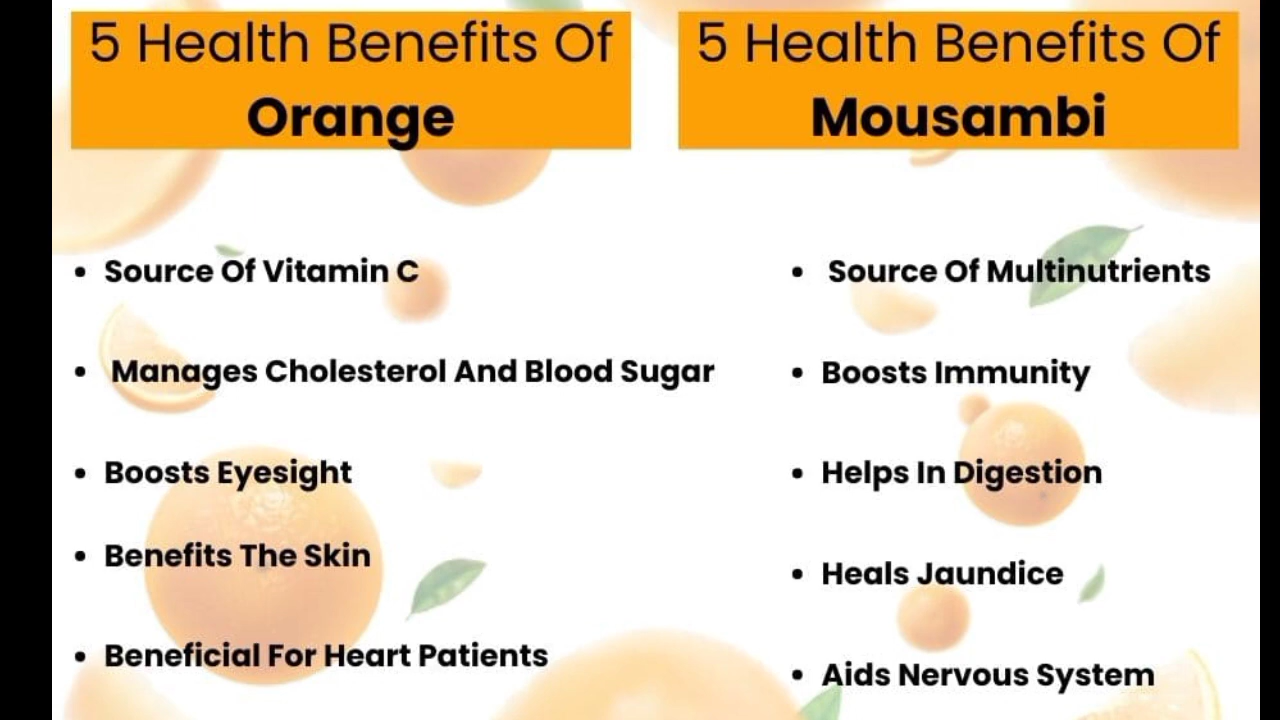 5 Health Benefits Of
Orange
• Source Of Vitamin C
• Manages Cholesterol And Blood Sugar
• Boosts Eyesight
• Benefits The Skin
• Beneficial For Heart Patients
5 Health Benefits Of
Mousambi
• Source Of Multinutrients
• Boosts Immunity
• Helps In Digestion
• Heals Jaundice
• Aids Nervous System